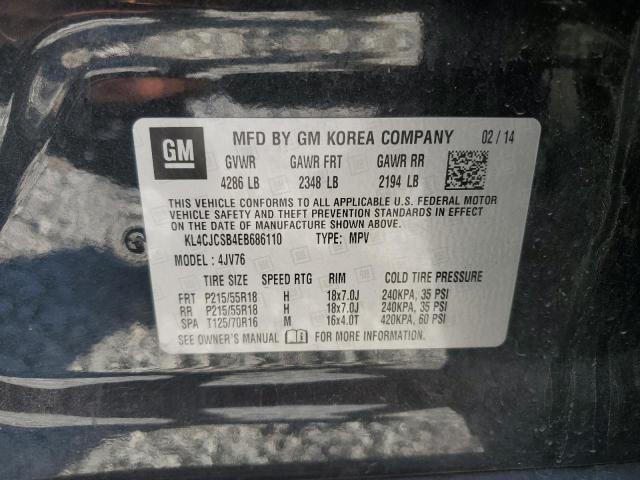 GM
MFD BY GM KOREA COMPANY 02/14
GVWR GAWR FRT GAWR RR
4286 LB 2348 LB 2194 LB
THIS VEHICLE CONFORMS TO ALL APPLICABLE U.S. FEDERAL MOTOR
VEHICLE SAFETY AND THEFT PREVENTION STANDARDS IN EFFECT
ON THE DATE OF MANUFACTURE SHOWN ABOVE.
KL4CJCSB4EB686110 TYPE: MPV
MODEL: 4JV76
TIRE SIZE SPEED RTG RIM COLD TIRE PRESSURE
FRT P215/55R18 H 18x7.0J 240KPA, 35 PSI
RR P215/55R18 H 18x7.0J 240KPA, 35 PSI
SPA T125/70R16 M 16x4.0T 420KPA, 60 PSI
SEE OWNER'S MANUAL FOR MORE INFORMATION.